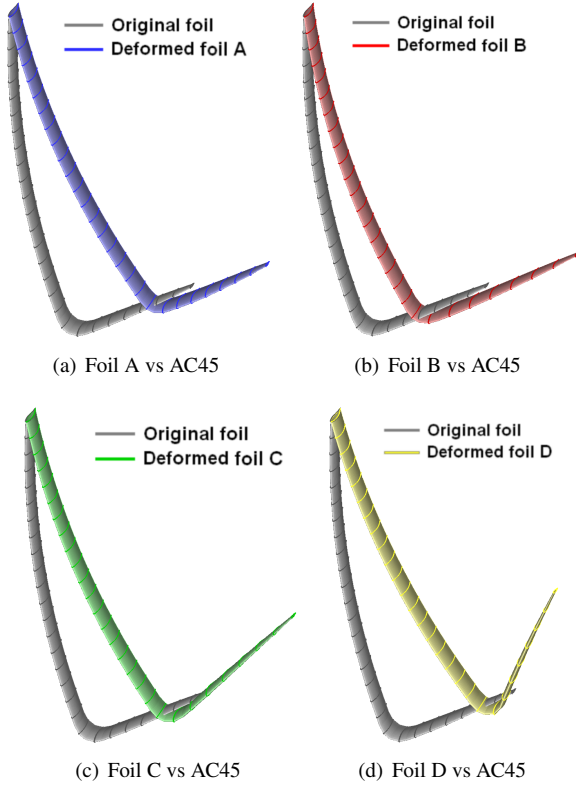 Original foil
Deformed foil A
Original foil
Deformed foil B
(a) Foil A vs AC45
(b) Foil B vs AC45
Original foil
Deformed foil C
Original foil
Deformed foil D
(c) Foil C vs AC45
(d) Foil D vs AC45